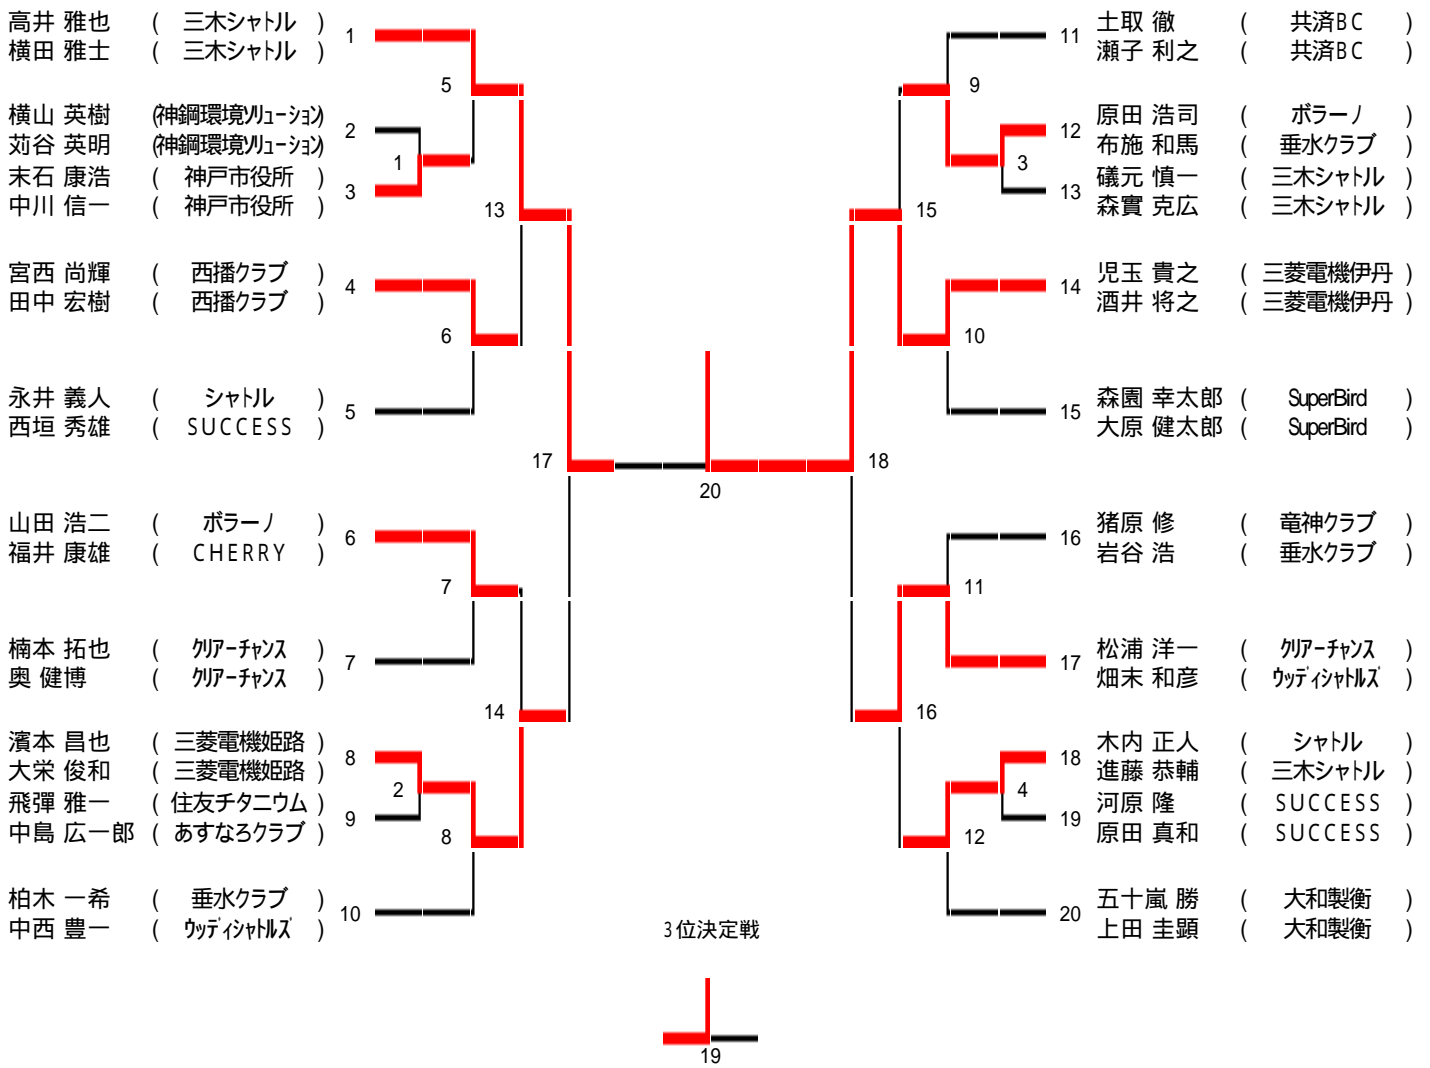 高井 雅也 ( 三木シャトル ) 1
横田 雅士 ( 三木シャトル )
5
横山 英樹 (神鋼環境ソリューション) 2
苅谷 英明 (神鋼環境ソリューション)
1
末石 康浩 ( 神戸市役所 ) 3
中川 信一 ( 神戸市役所 )
13
宮西 尚輝 ( 西播クラブ ) 4
田中 宏樹 ( 西播クラブ )
6
永井 義人 ( シャトル ) 5
西垣 秀雄 ( SUCCESS )
17
山田 浩二 ( ボラーノ ) 6
福井 康雄 ( CHERRY )
7
楠本 拓也 ( クリアーチャンス ) 7
奥 健博 ( クリアーチャンス )
14
濱本 昌也 ( 三菱電機姫路 ) 8
大栄 俊和 ( 三菱電機姫路 )
2
飛彈 雅一 ( 住友チタニウム ) 9
中島 広一郎 ( あすなろクラブ )
8
柏木 一希 ( 垂水クラブ ) 10
中西 豊一 ( ウッディシャトルズ )
20
11 土取 徹 ( 共済BC )
瀬子 利之 ( 共済BC )
9
12 原田 浩司 ( ボラーノ )
布施 和馬 ( 垂水クラブ )
3
13 礒元 慎一 ( 三木シャトル )
森實 克広 ( 三木シャトル )
15
14 児玉 貴之 ( 三菱電機伊丹 )
酒井 将之 ( 三菱電機伊丹 )
10
15 森園 幸太郎 ( SuperBird )
大原 健太郎 ( SuperBird )
18
16 猪原 修 ( 竜神クラブ )
岩谷 浩 ( 垂水クラブ )
11
17 松浦 洋一 ( クリアーチャンス )
畑末 和彦 ( ウッディシャトルズ )
16
18 木内 正人 ( シャトル )
進藤 恭輔 ( 三木シャトル )
4
19 河原 隆 ( SUCCESS )
原田 真和 ( SUCCESS )
12
20 五十嵐 勝 ( 大和製衡 )
上田 圭顕 ( 大和製衡 )
3位決定戦
19